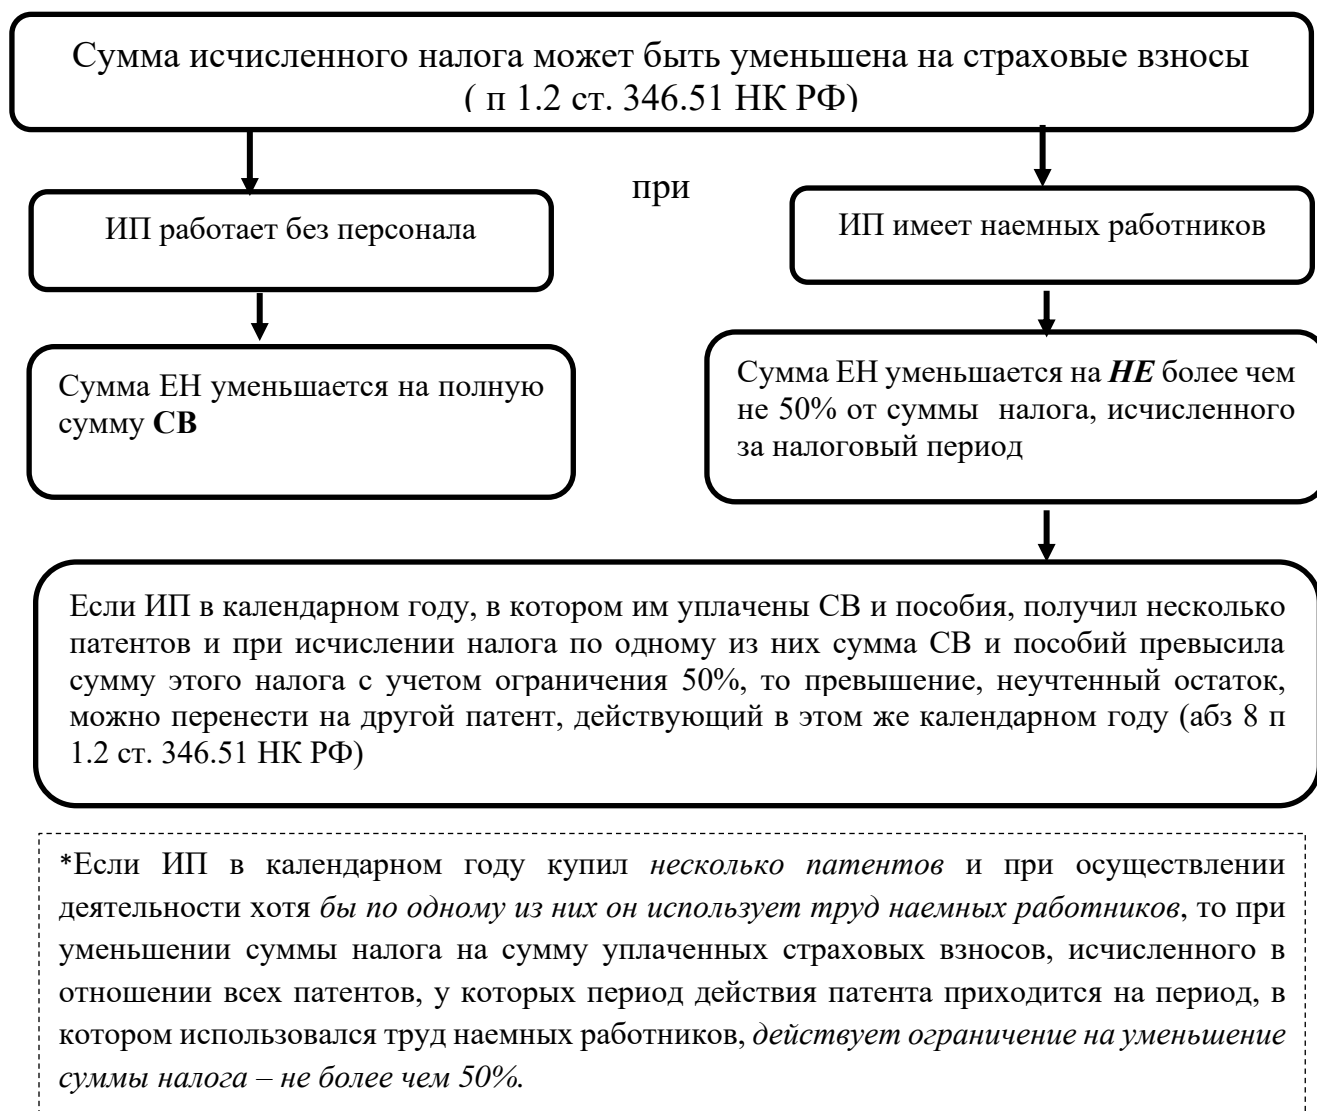 Сумма исчисленного налога может быть уменьшена на страховые взносы
( п 1.2 ст. 346.51 НК РФ)
при
ИП работает без персонала
ИП имеет наемных работников
Сумма ЕН уменьшается на полную
сумму СВ
Сумма ЕН уменьшается на НЕ более чем
не 50% от суммы налога, исчисленного
за налоговый период
Если ИП в календарном году, в котором им уплачены СВ и пособия, получил несколько
патентов и при исчислении налога по одному из них сумма СВ и пособий превысила
сумму этого налога с учетом ограничения 50%, то превышение, неучтенный остаток,
можно перенести на другой патент, действующий в этом же календарном году (абз 8 п
1.2 ст. 346.51 НК РФ)
*Если ИП в календарном году купил несколько патентов и при осуществлении
деятельности хотя бы по одному из них он использует труд наемных работников, то при
уменьшении суммы налога на сумму уплаченных страховых взносов, исчисленного в
отношении всех патентов, у которых период действия патента приходится на период, в
котором использовался труд наемных работников, действует ограничение на уменьшение
суммы налога – не более чем 50%.